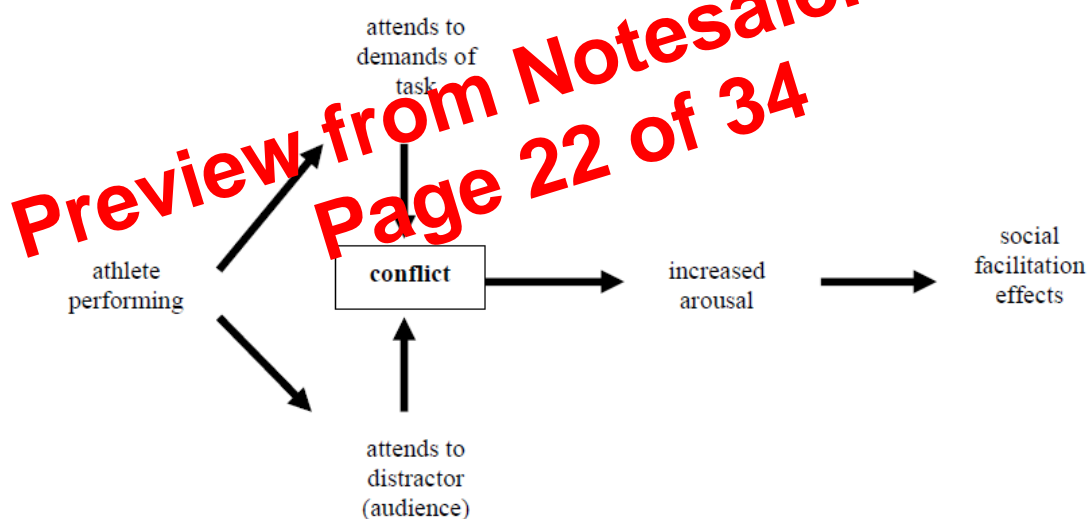 attends to
demands of
task
Preview from Notesale.
Page 22 of 34
athlete
performing
conflict
increased
arousal
social
facilitation
effects
attends to
distractor
(audience)